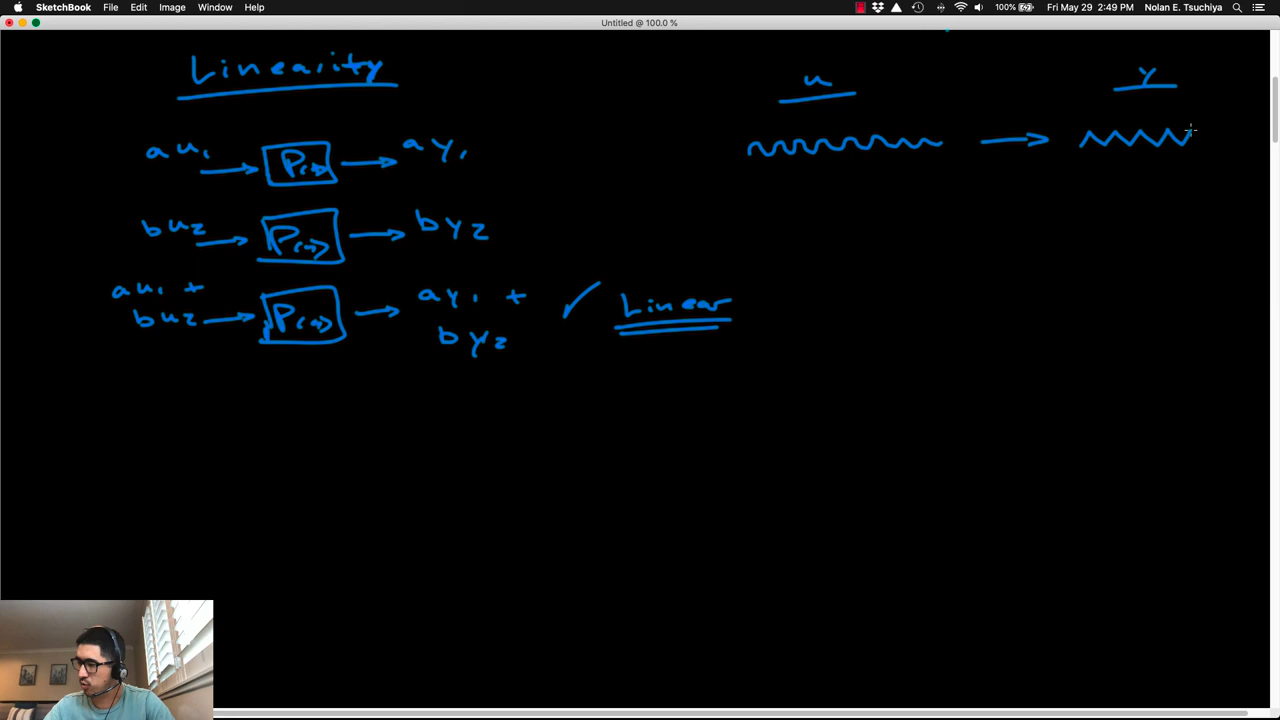 SketchBook File Edit Image Window Help 100% Fri May 29 2:49 PM Nolan E. Tsuchiya
Untitled @ 100.0 %
Linearity
u y
au₁ → P(s) → ay₁
bu₂ → P(s) → by₂
au₁ + bu₂ → P(s) → ay₁ + by₂ ✓ Linear